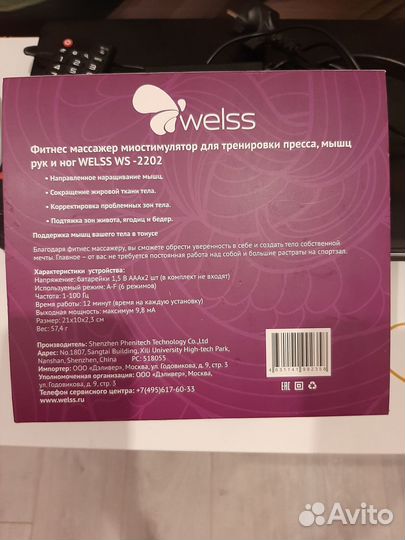 welss
Фитнес массажер миостимулятор для тренировки пресса, мышц
рук и ног WELSS WS -2202
• Направленное наращивание мышц.
• Сокращение жировой ткани тела.
• Корректировка проблемных зон тела.
• Подтяжка зон живота, ягодиц и бедер.
Поддержка мышц вашего тела в тонусе
Благодаря фитнес массажеру, вы сможете обрести уверенность в себе и создать тело собственной
мечты. Главное – от вас не требуется постоянная работа над собой и большие растраты на спортзал.
Характеристики устройства:
Напряжение: батарейки 1,5 В АААх2 шт (в комплект не входят)
Используемый режим: A-F (6 режимов)
Частота: 1-100 Гц
Время работы: 12 минут (время на каждую установку)
Выходная мощность: максимум 9,8 мА
Размер: 21х10х2,3 см
Вес: 57,4 г
Производитель: Shenzhen Phenitech Technology Co.,Ltd
Адрес: No.1807, Sangtai Building, Xili University High-tech Park,
Nanshan, Shenzhen, China PC: 518055
Импортер: ООО «Дэливер», Москва, ул. Годовикова, д. 9, стр. 3
Уполномоченная организация: ООО «Дэливер», Москва,
ул. Годовикова, д. 9, стр. 3
Телефон сервисного центра: +7(495)617-60-33
www.welss.ru
EAC
Avito